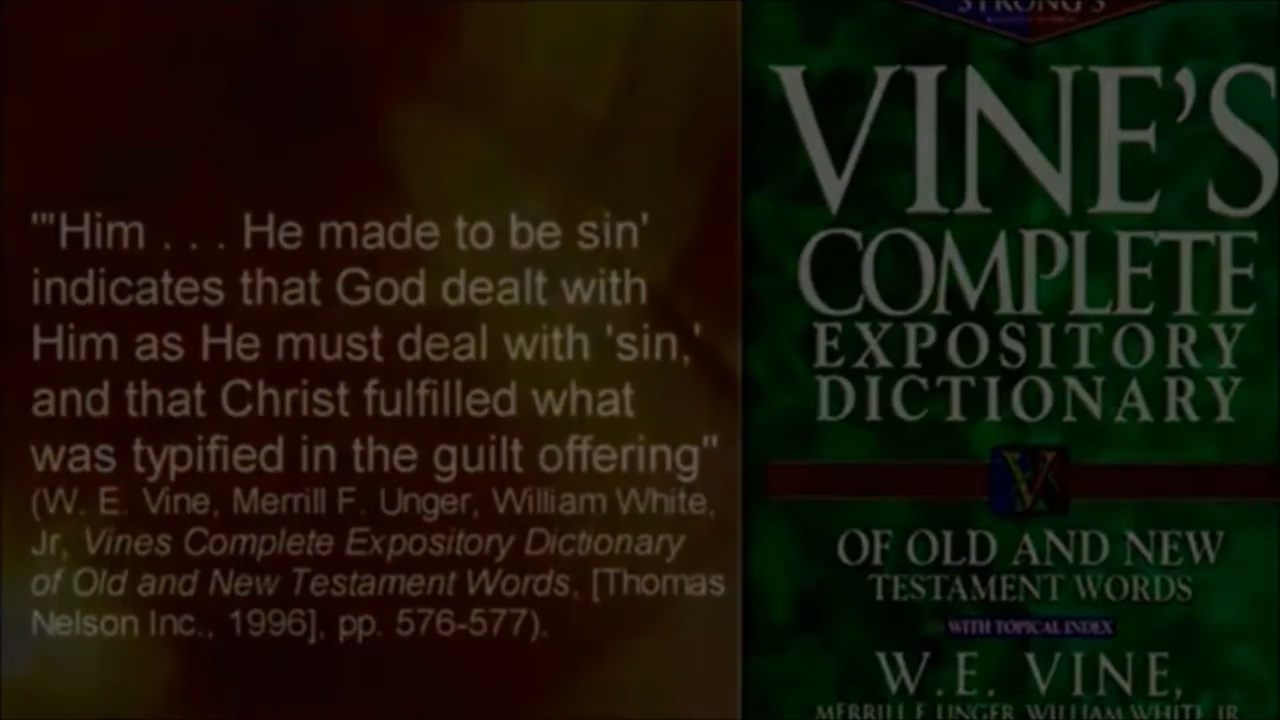 "'Him . . . He made to be sin'
indicates that God dealt with
Him as He must deal with 'sin,'
and that Christ fulfilled what
was typified in the guilt offering"
(W. E. Vine, Merrill F. Unger, William White,
Jr, Vines Complete Expository Dictionary
of Old and New Testament Words, [Thomas
Nelson Inc., 1996], pp. 576-577).
STRONG'S
VINE'S
COMPLETE
EXPOSITORY
DICTIONARY
V
OF OLD AND NEW
TESTAMENT WORDS
WITH TOPICAL INDEX
W.E. VINE,
MERRILL F. UNGER, WILLIAM WHITE, JR.